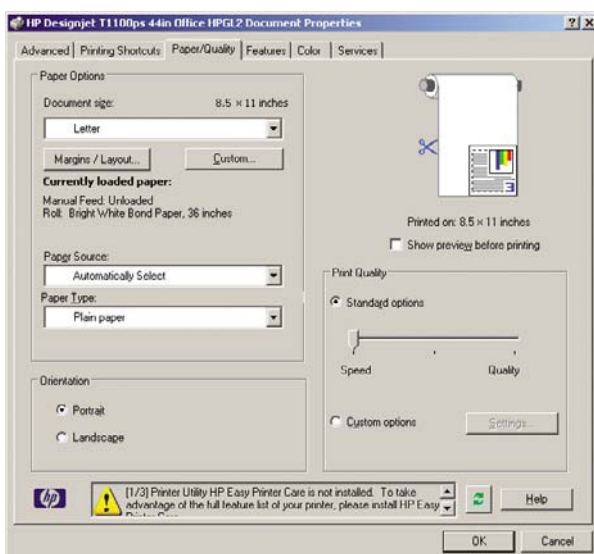 HP Designjet T1100ps 44in Office HPGL2 Document Properties
Advanced Printing Shortcuts Paper/Quality Features Color Services
Paper Options
Document size: 8.5 × 11 inches
Letter
Margins / Layout... Custom...
Currently loaded paper:
Manual Feed: Unloaded
Roll: Bright White Bond Paper, 36 inches
Paper Source:
Automatically Select
Paper Type:
Plain paper
Orientation
Portrait
Landscape
3
Printed on: 8.5 × 11 inches
Show preview before printing
Print Quality
Standard options
Speed Quality
Custom options Settings...
hp
[1/3] Printer Utility HP Easy Printer Care is not installed. To take
advantage of the full feature list of your printer, please install HP Easy
Help
OK Cancel